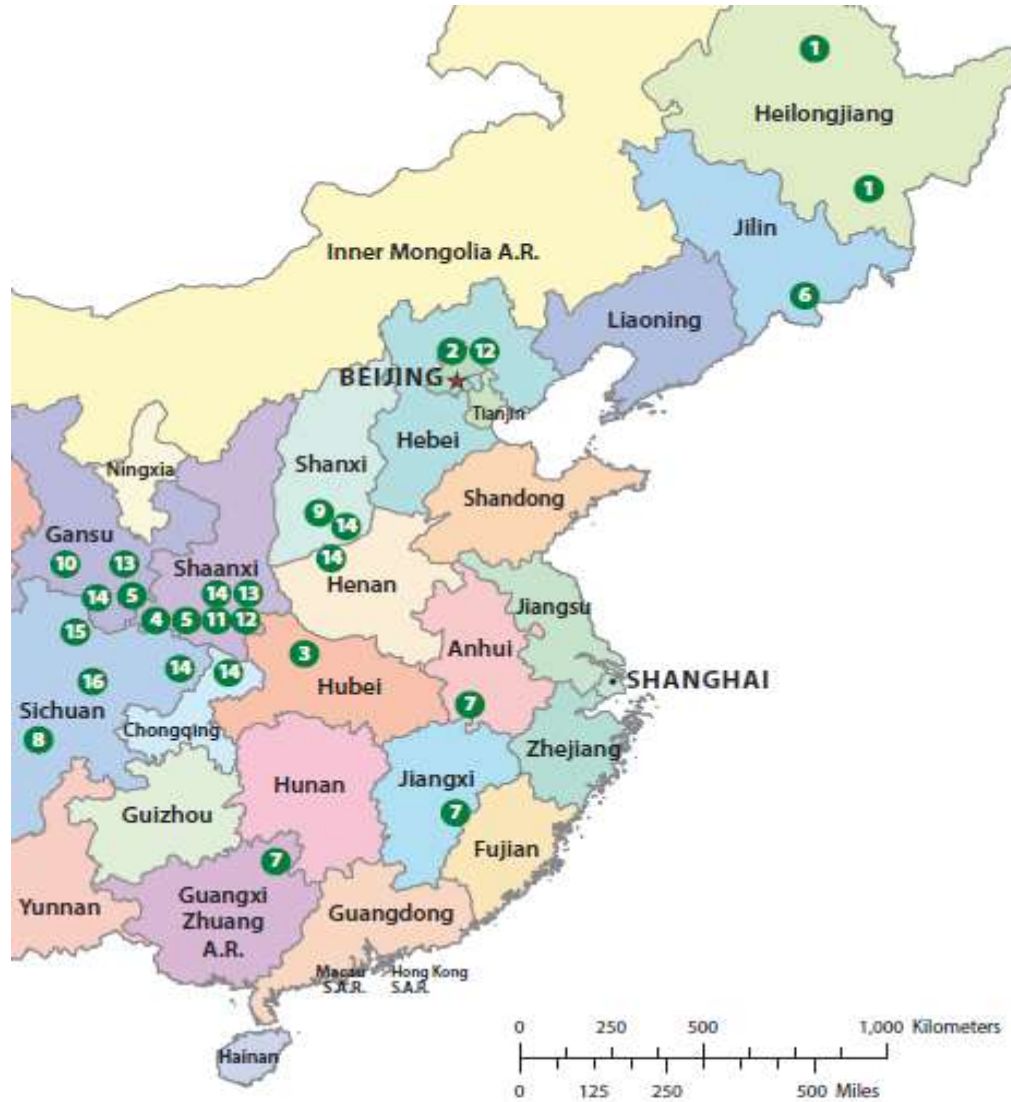 1
Heilongjiang
1
Jilin
Inner Mongolia A.R.
6
Liaoning
2 12
BEIJING
Tianjin
Hebei
Shanxi
Ningxia
Shandong
9
14
Gansu
14
10 13
Shaanxi
Henan
14 5
14 13
Jiangsu
4 5 11 12
15
Anhui
3
14 14
16
Hubei
SHANGHAI
Sichuan
7
Chongqing
8
Zhejiang
Hunan
Jiangxi
Guizhou
7
Fujian
7
Yunnan
Guangxi
Zhuang
A.R.
Guangdong
Macau
S.A.R.
Hong Kong
S.A.R.
Hainan
0 250 500 1,000 Kilometers
0 125 250 500 Miles